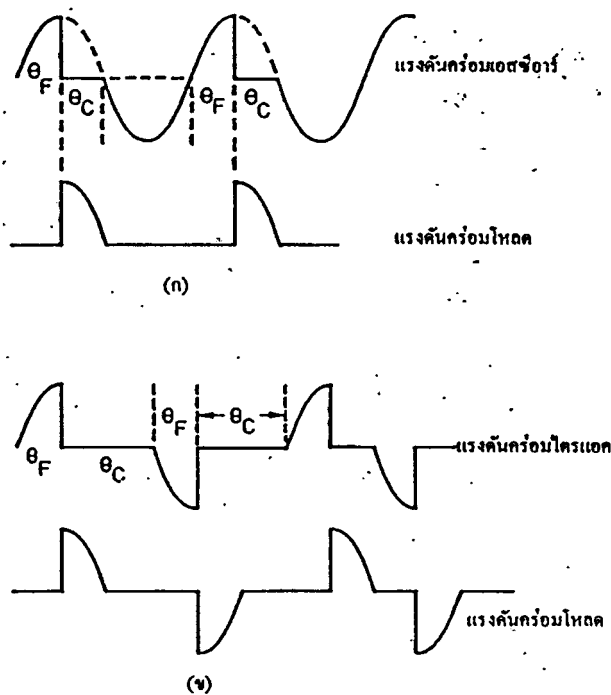 แรงดันคร่อมเอสซีอาร์
θF
θC
θF
θC
แรงดันคร่อมโหลด
(ก)
θF
θC
θF
θC
แรงดันคร่อมไตรแอค
แรงดันคร่อมโหลด
(ข)